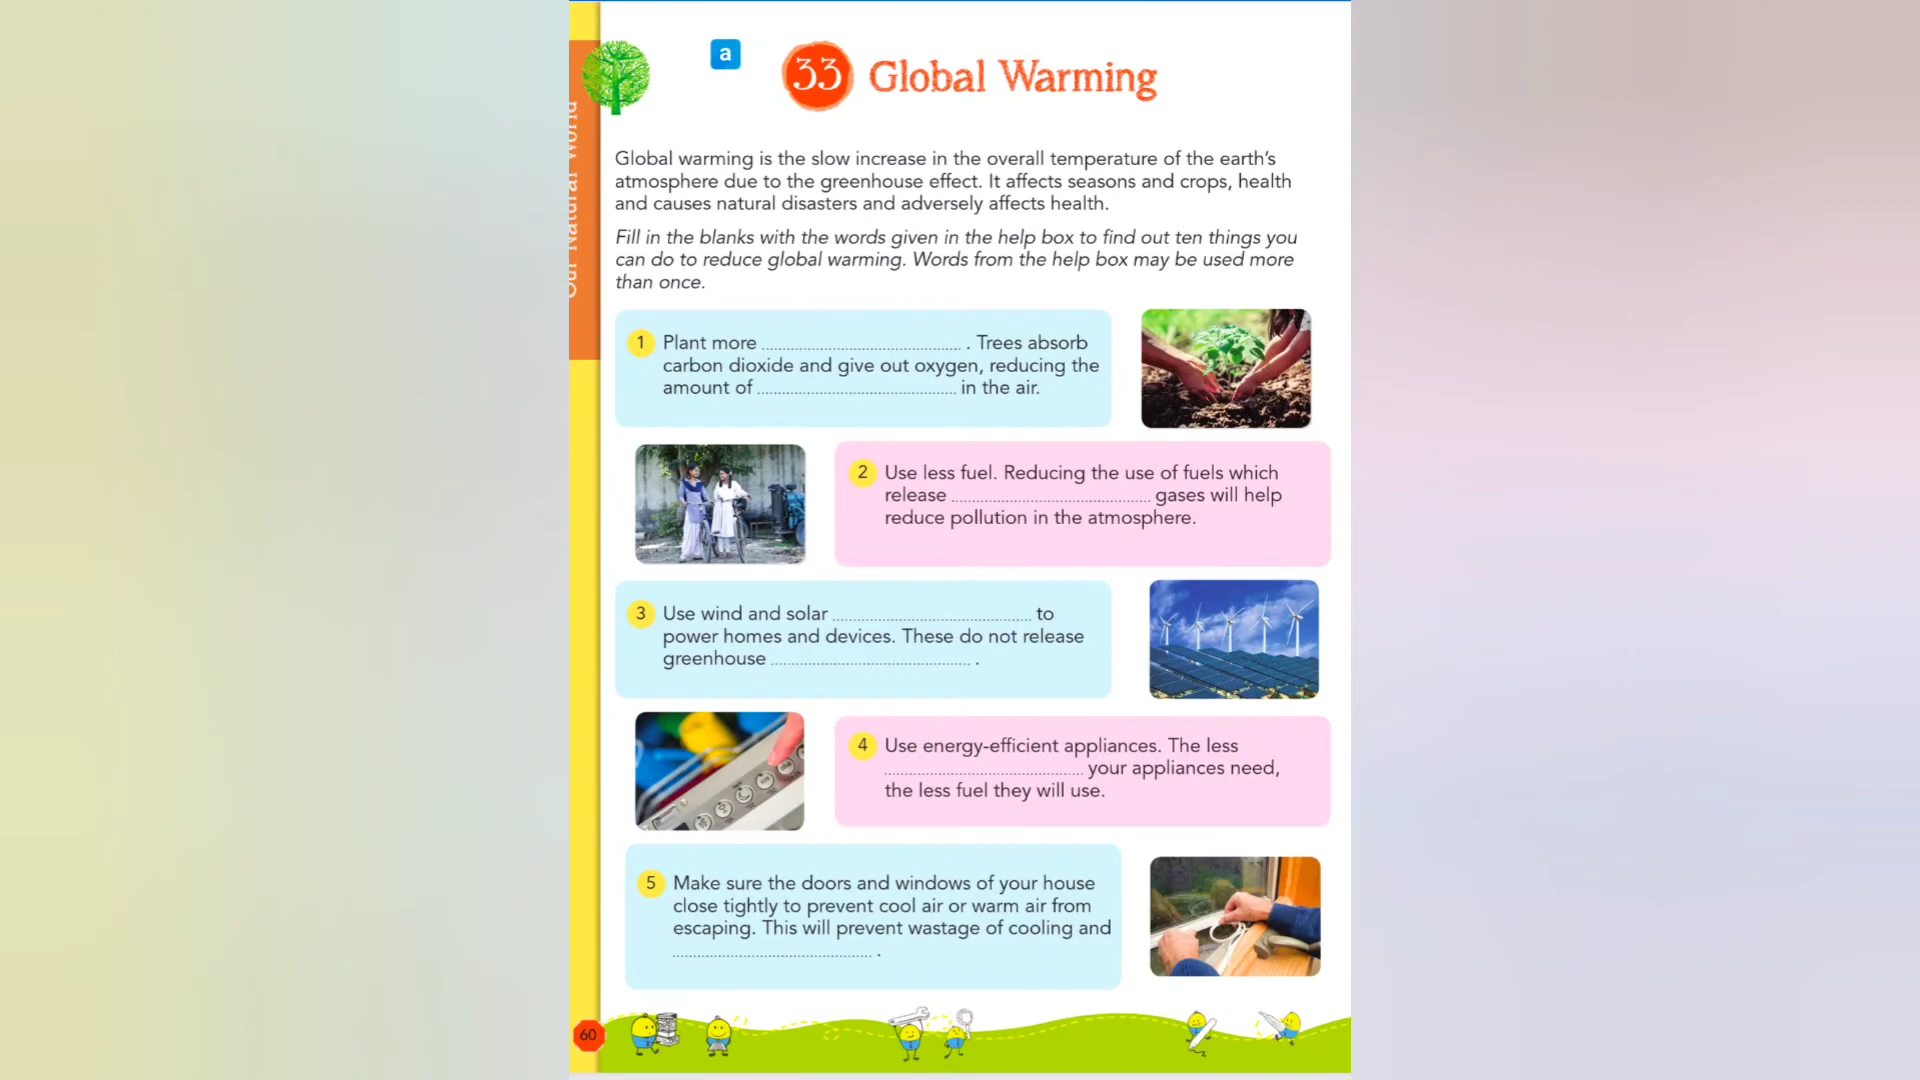 a
33 Global Warming
Our Natural World
Global warming is the slow increase in the overall temperature of the earth's
atmosphere due to the greenhouse effect. It affects seasons and crops, health
and causes natural disasters and adversely affects health.
Fill in the blanks with the words given in the help box to find out ten things you
can do to reduce global warming. Words from the help box may be used more
than once.
1 Plant more ........................................ . Trees absorb
carbon dioxide and give out oxygen, reducing the
amount of ........................................ in the air.
2 Use less fuel. Reducing the use of fuels which
release ........................................ gases will help
reduce pollution in the atmosphere.
3 Use wind and solar ........................................ to
power homes and devices. These do not release
greenhouse ........................................ .
4 Use energy-efficient appliances. The less
........................................ your appliances need,
the less fuel they will use.
5 Make sure the doors and windows of your house
close tightly to prevent cool air or warm air from
escaping. This will prevent wastage of cooling and
........................................ .
60